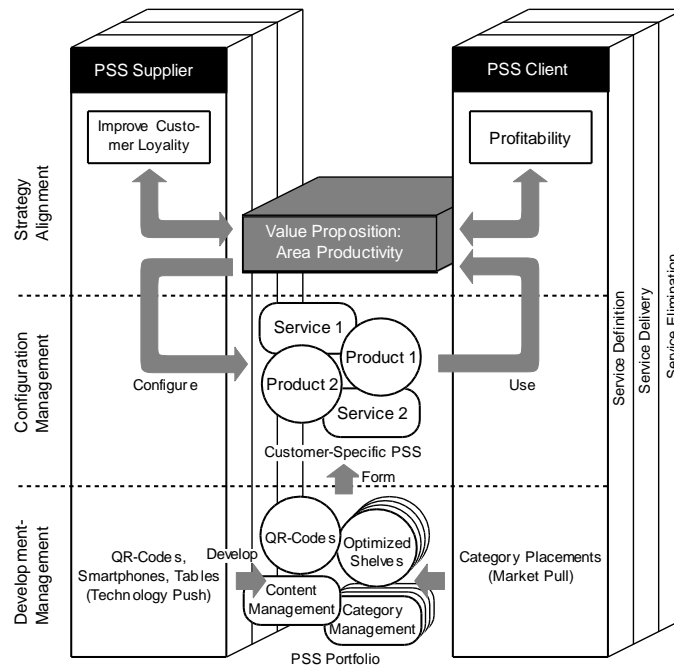 PSS Supplier
PSS Client
Improve Custo-
mer Loyality
Profitability
Strategy
Alignment
Value Proposition:
Area Productivity
Service Definition
Service Delivery
Service Elimination
Configuration
Management
Service 1
Product 1
Product 2
Service 2
Configure
Use
Customer-Specific PSS
Form
Development-
Management
QR-Codes,
Smartphones, Tables
(Technology Push)
Develop
QR-Codes
Optimized
Shelves
Content
Management
Category
Management
Category Placements
(Market Pull)
PSS Portfolio